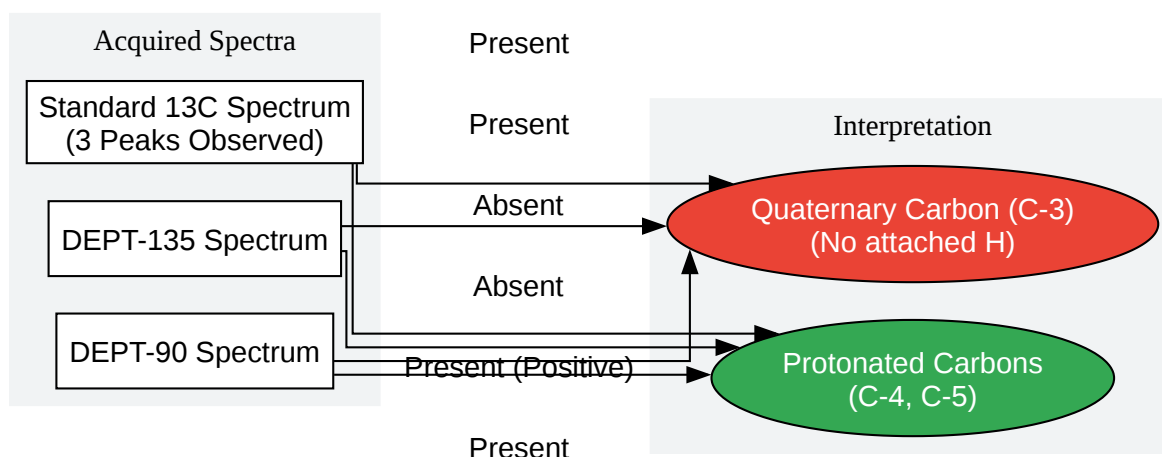 Acquired Spectra
Standard 13C Spectrum
(3 Peaks Observed)
DEPT-135 Spectrum
DEPT-90 Spectrum
Present
Present
Absent
Absent
Present (Positive)
Present
Interpretation
Quaternary Carbon (C-3)
(No attached H)
Protonated Carbons
(C-4, C-5)